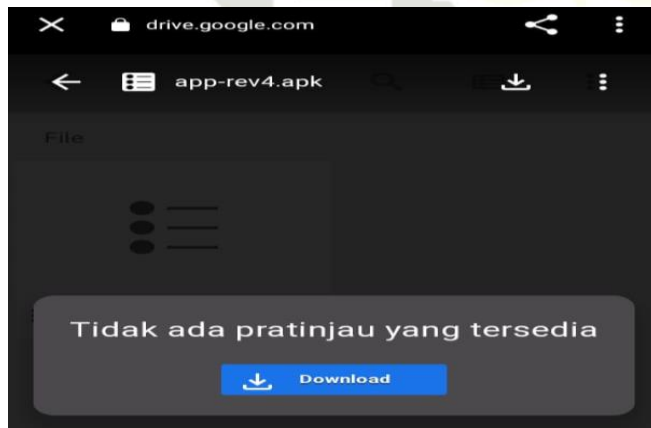 drive.google.com
app-rev4.apk
File
Tidak ada pratinjau yang tersedia
Download